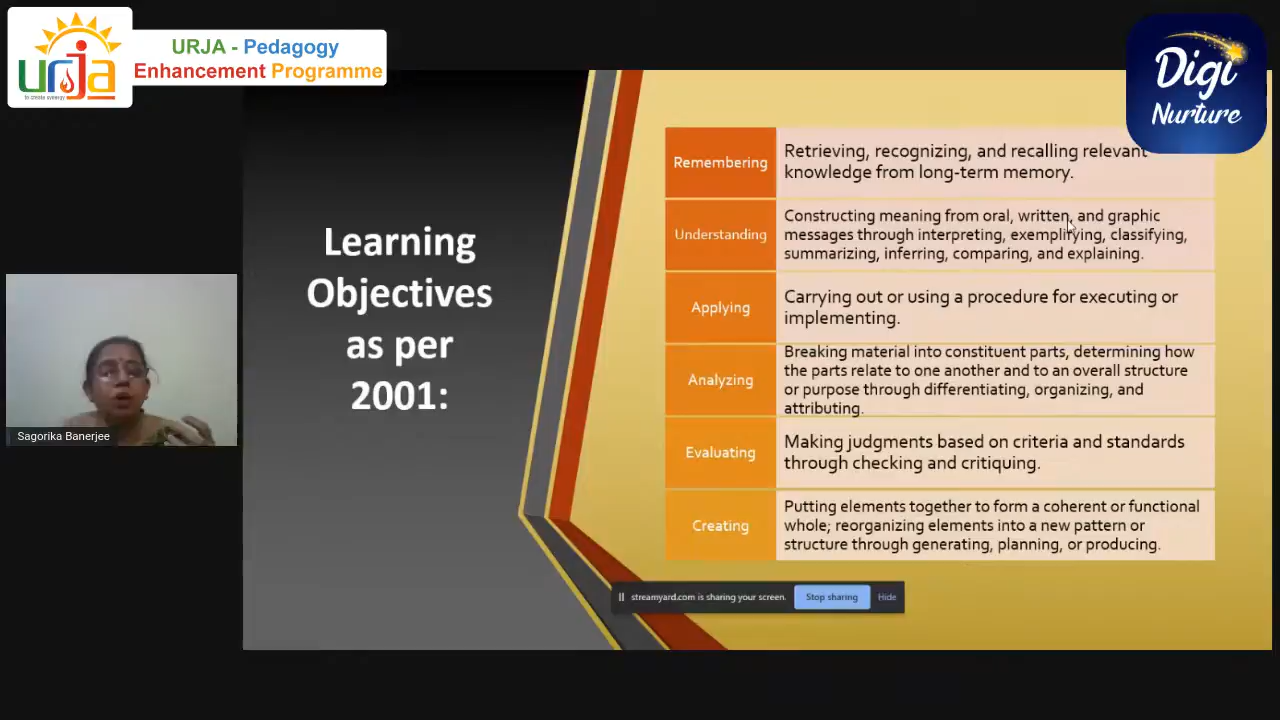 urja
to create synergy
URJA - Pedagogy
Enhancement Programme
Digi
Nurture
Learning
Objectives
as per
2001:
Remembering
Retrieving, recognizing, and recalling relevant
knowledge from long-term memory.
Understanding
Constructing meaning from oral, written, and graphic
messages through interpreting, exemplifying, classifying,
summarizing, inferring, comparing, and explaining.
Applying
Carrying out or using a procedure for executing or
implementing.
Analyzing
Breaking material into constituent parts, determining how
the parts relate to one another and to an overall structure
or purpose through differentiating, organizing, and
attributing.
Evaluating
Making judgments based on criteria and standards
through checking and critiquing.
Creating
Putting elements together to form a coherent or functional
whole; reorganizing elements into a new pattern or
structure through generating, planning, or producing.
Sagorika Banerjee
streamyard.com is sharing your screen. Stop sharing Hide